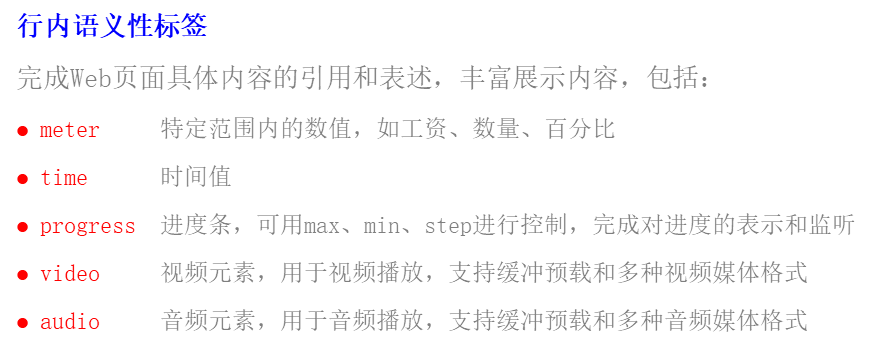 行内语义性标签
完成Web页面具体内容的引用和表述，丰富展示内容，包括：
● meter 特定范围内的数值，如工资、数量、百分比
● time 时间值
● progress 进度条，可用max、min、step进行控制，完成对进度的表示和监听
● video 视频元素，用于视频播放，支持缓冲预载和多种视频媒体格式
● audio 音频元素，用于音频播放，支持缓冲预载和多种音频媒体格式